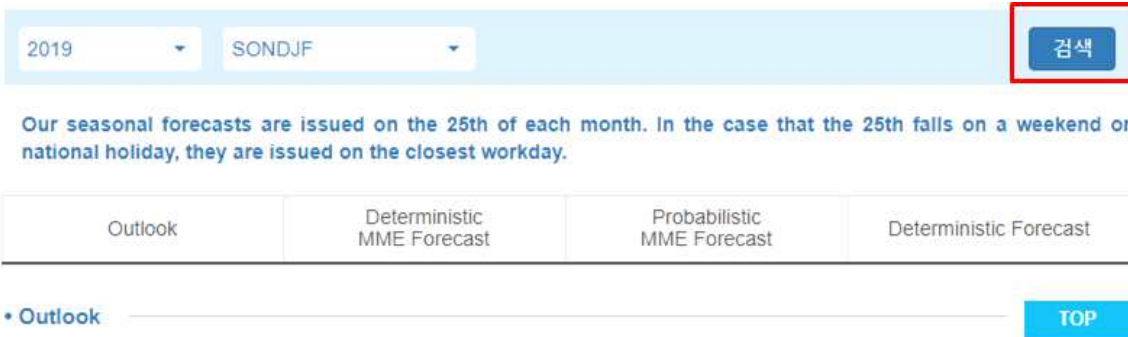 2019 SONDJF 검색
Our seasonal forecasts are issued on the 25th of each month. In the case that the 25th falls on a weekend or
national holiday, they are issued on the closest workday.
Outlook
Deterministic
MME Forecast
Probabilistic
MME Forecast
Deterministic Forecast
• Outlook TOP